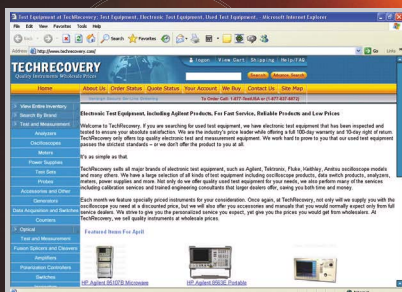 Test Equipment at TechRecovery: Test Equipment, Electronic Test Equipment, Used Test Equipment. - Microsoft Internet Explorer
File Edit View Favorites Tools Help
Back Search Favorites
Address http://www.techrecovery.com/ Go Links
Logon View Cart Shipping Help/FAQ
TECHRECOVERY
Quality Instruments Wholesale Prices
Search Advance Search
Home About Us Order Status Quote Status Your Account We Buy Contact Us Site Map
To Order Call: 1-877-
View Entire Inventory
Search By Brand
Test and Measurement
Analyzers
Oscilloscopes
Meters
Power Supplies
Test Sets
Probes
Accessories and Other
Generators
Data Acquisition and Switches
Counters
Optical
Test and Measurement
Fusion Splicers and Cleavers
Amplifiers
Polarization Controllers
Switches
Electronic Test Equipment, including Agilent Products, For Fast Service, Reliable Products and Low Prices
Welcome to TechRecovery. If you are searching for used test equipment, we have electronic test equipment that has been inspected and
tested to ensure your absolute satisfaction. We are the industry's price leader while offering a full 100-day warranty and 10-day right of return.
TechRecovery only offers top quality electronic test and measurement equipment. We work hard to prove to you that our used test equipment
passes the strictest standards – or we don't offer the product to you at all.
It's as simple as that.
TechRecovery sells all major brands of electronic test equipment, such as Agilent, Tektronix, Fluke, Keithley, Anritsu oscilloscope models
and many others. We have a large selection of all kinds of test equipment including oscilloscope products, data switch products, analyzers,
meters, power supplies and more. Not only do we offer quality used test equipment for your needs, we also perform many of the services
including calibration services and trained engineering consultants that larger dealers offer, saving you both time and money.
Each month we feature specially priced instruments for your consideration. Once again, at TechRecovery, not only will we supply you with the
oscilloscope you need at a discounted price, but we will also offer you accessories and manuals that you would normally expect only from full
service dealers. We strive to give you the personalized service you expect, yet give you the prices you would get from wholesalers. At
TechRecovery, we sell quality instruments at wholesale prices.
Featured Items For April
HP Agilent 85107B Microwave HP Agilent 8563E Portable